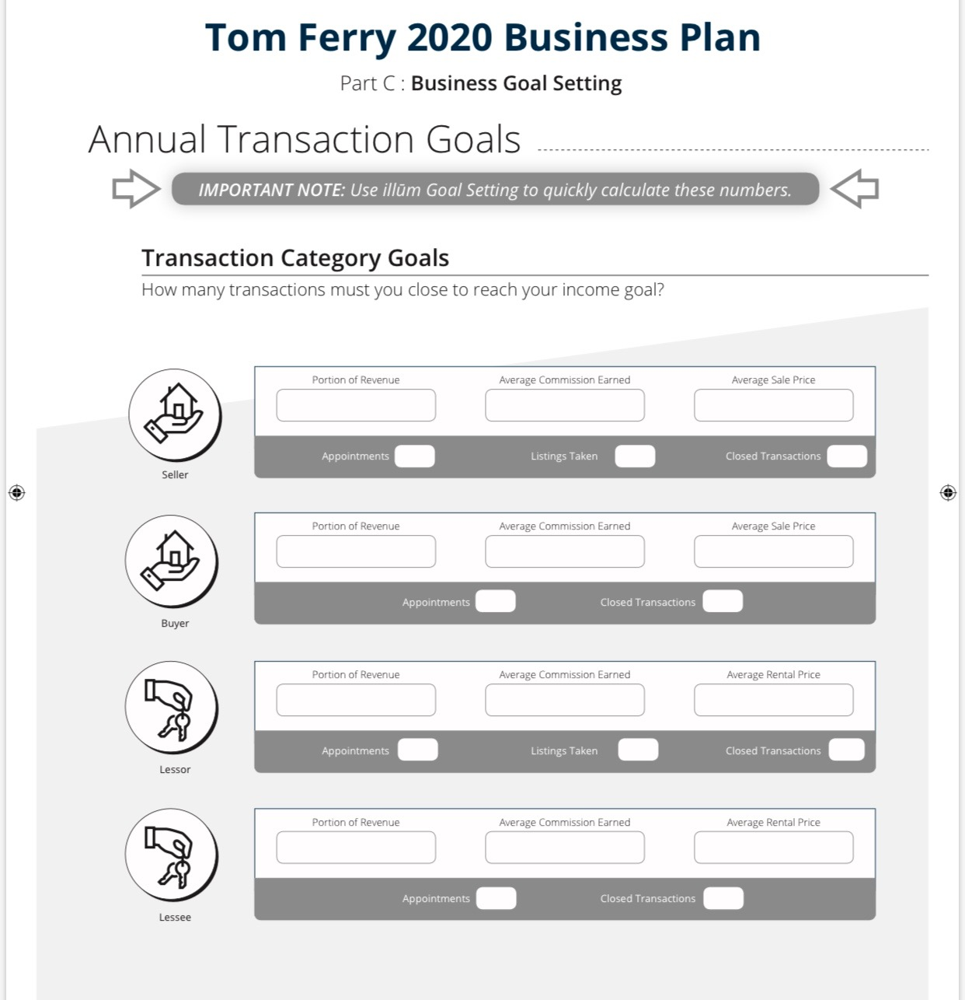 Tom Ferry 2020 Business Plan
Part C : Business Goal Setting
Annual Transaction Goals
IMPORTANT NOTE: Use illūm Goal Setting to quickly calculate these numbers.
Transaction Category Goals
How many transactions must you close to reach your income goal?
Portion of Revenue Average Commission Earned Average Sale Price
Appointments Listings Taken Closed Transactions
Seller
Portion of Revenue Average Commission Earned Average Sale Price
Appointments Closed Transactions
Buyer
Portion of Revenue Average Commission Earned Average Rental Price
Appointments Listings Taken Closed Transactions
Lessor
Portion of Revenue Average Commission Earned Average Rental Price
Appointments Closed Transactions
Lessee